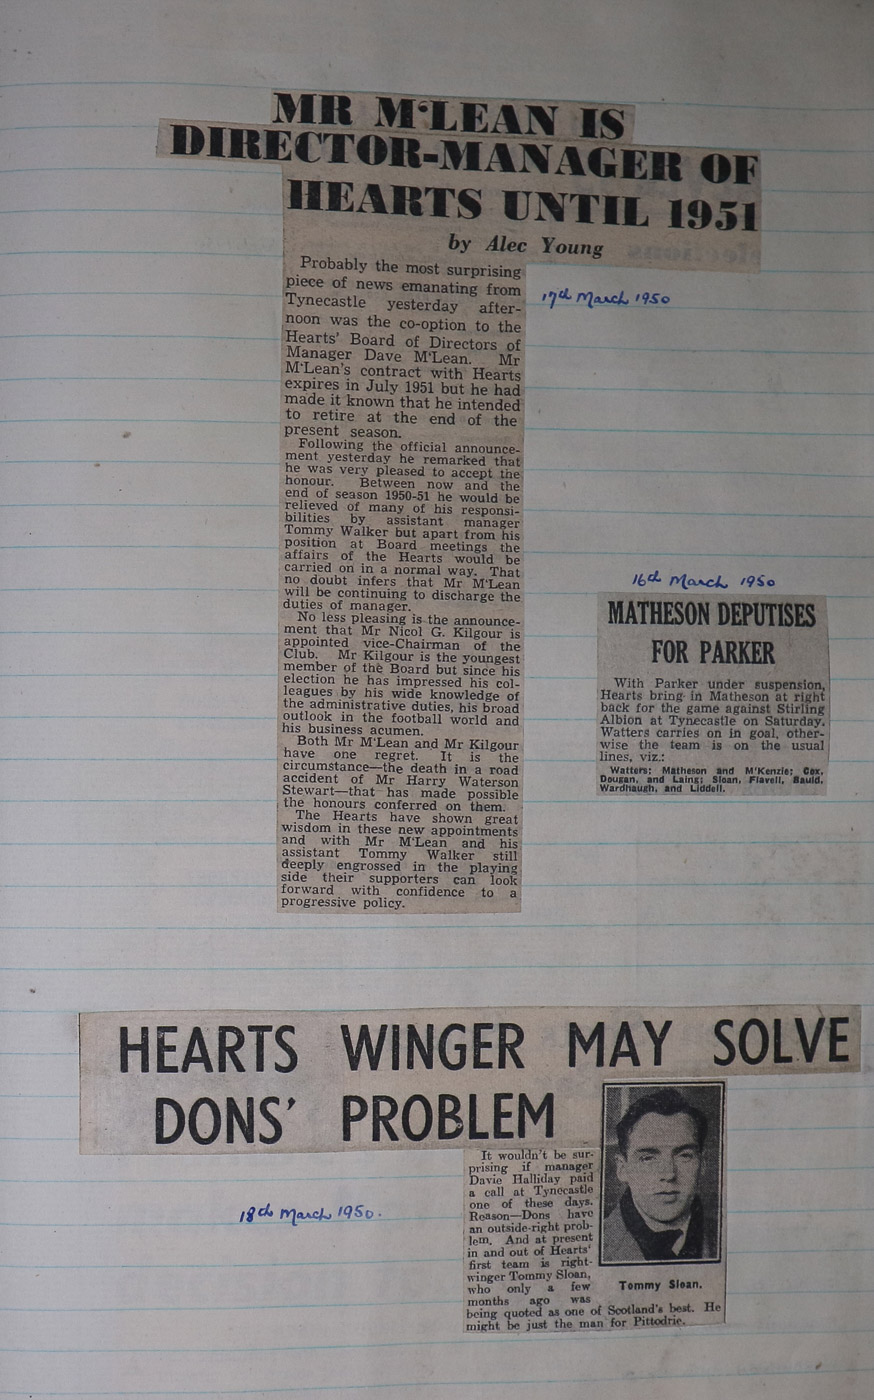 MR M‘LEAN IS
DIRECTOR-MANAGER OF
HEARTS UNTIL 1951
by Alec Young
Probably the most surprising
piece of news emanating from
Tynecastle yesterday after-
noon was the co-option to the
Hearts’ Board of Directors of
Manager Dave M‘Lean. Mr
M‘Lean’s contract with Hearts
expires in July 1951 but he had
made it known that he intended
to retire at the end of the
present season.
Following the official announce-
ment yesterday he remarked that
he was very pleased to accept the
honour. Between now and the
end of season 1950-51 he would be
relieved of many of his responsi-
bilities by assistant manager
Tommy Walker but apart from his
position at Board meetings the
affairs of the Hearts would be
carried on in a normal way. That
no doubt infers that Mr M‘Lean
will be continuing to discharge the
duties of manager.
No less pleasing is the announce-
ment that Mr Nicol G. Kilgour is
appointed vice-Chairman of the
Club. Mr Kilgour is the youngest
member of the Board but since his
election he has impressed his col-
leagues by his wide knowledge of
the administrative duties, his broad
outlook in the football world and
his business acumen.
Both Mr M‘Lean and Mr Kilgour
have one regret. It is the
circumstance—the death in a road
accident of Mr Harry Waterson
Stewart—that has made possible
the honours conferred on them.
The Hearts have shown great
wisdom in these new appointments
and with Mr M‘Lean and his
assistant Tommy Walker still
deeply engrossed in the playing
side their supporters can look
forward with confidence to a
progressive policy.
17th March 1950
16th March 1950
MATHESON DEPUTISES
FOR PARKER
With Parker under suspension,
Hearts bring in Matheson at right
back for the game against Stirling
Albion at Tynecastle on Saturday.
Watters carries on in goal, other-
wise the team is on the usual
lines, viz.:
Watters; Matheson and M‘Kenzie; Cox,
Dougan, and Laing; Sloan, Flavell, Bauld,
Wardhaugh, and Liddell.
HEARTS WINGER MAY SOLVE
DONS’ PROBLEM
18th March 1950.
It wouldn’t be sur-
prising if manager
Davie Halliday paid
a call at Tynecastle
one of these days.
Reason—Dons have
an outside-right prob-
lem. And at present
in and out of Hearts’
first team is right-
winger Tommy Sloan,
who only a few
months ago was
being quoted as one of Scotland’s best. He
might be just the man for Pittodrie.
Tommy Sloan.